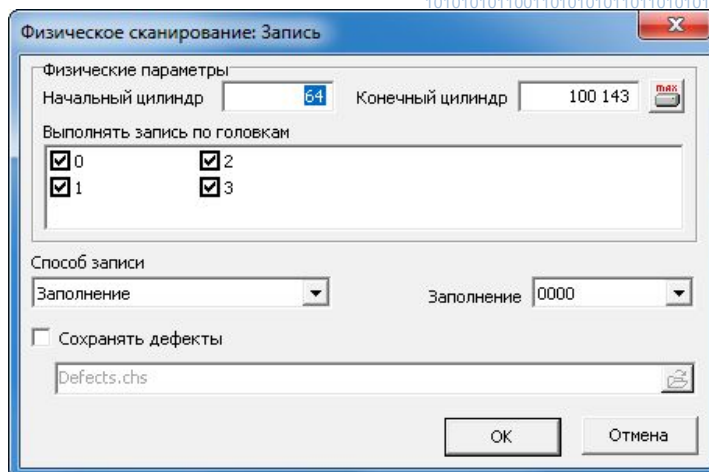 Физическое сканирование: Запись
Физические параметры
Начальный цилиндр 64 Конечный цилиндр 100 143 max
Выполнять запись по головкам
0 2
1 3
Способ записи
Заполнение Заполнение 0000
Сохранять дефекты
Defects.chs
OK Отмена